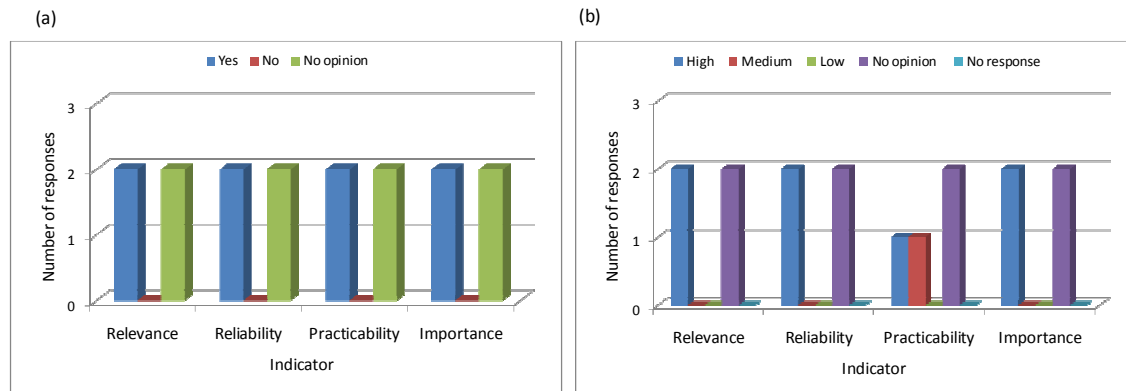 (a)
Yes No No opinion
3
2
1
0
Number of responses
Relevance Reliability Practicability Importance
Indicator
(b)
High Medium Low No opinion No response
3
2
1
0
Number of responses
Relevance Reliability Practicability Importance
Indicator